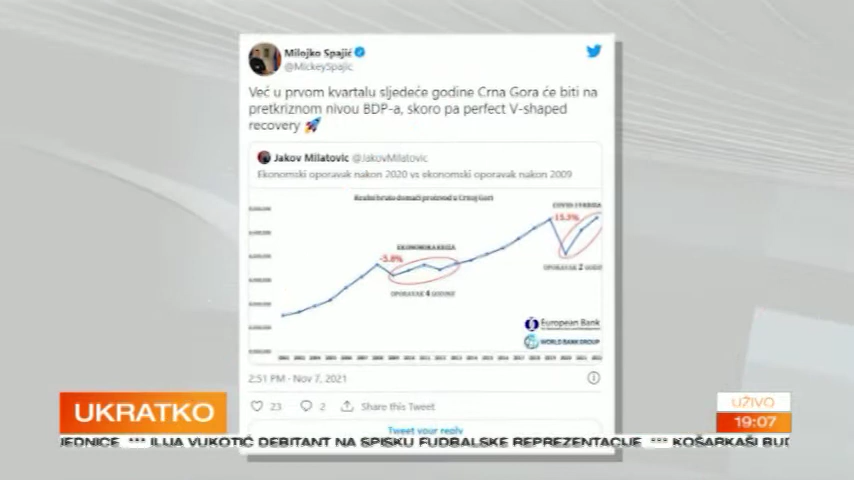 Milojko Spajić
@MickeySpajic
Već u prvom kvartalu sljedeće godine Crna Gora će biti na
pretkriznom nivou BDP-a, skoro pa perfect V-shaped
recovery 🚀
Jakov Milatovic @JakovMilatovic
Ekonomski oporavak nakon 2020 vs ekonomski oporavak nakon 2009
Realni bruto domaći proizvod u Crnoj Gori
COVID 19 KRIZA
-15.3%
EKONOMSKA KRIZA
-5.8%
OPORAVAK 2 GODI
OPORAVAK 4 GODINE
European Bank
WORLD BANK GROUP
2:51 PM · Nov 7, 2021
23 2 Share this Tweet
Tweet your reply
UKRATKO
UŽIVO
19:07
JEDNICE *** ILIJA VUKOTIĆ DEBITANT NA SPISKU FUDBALSKE REPREZENTACIJE *** KOŠARKAŠI BUD